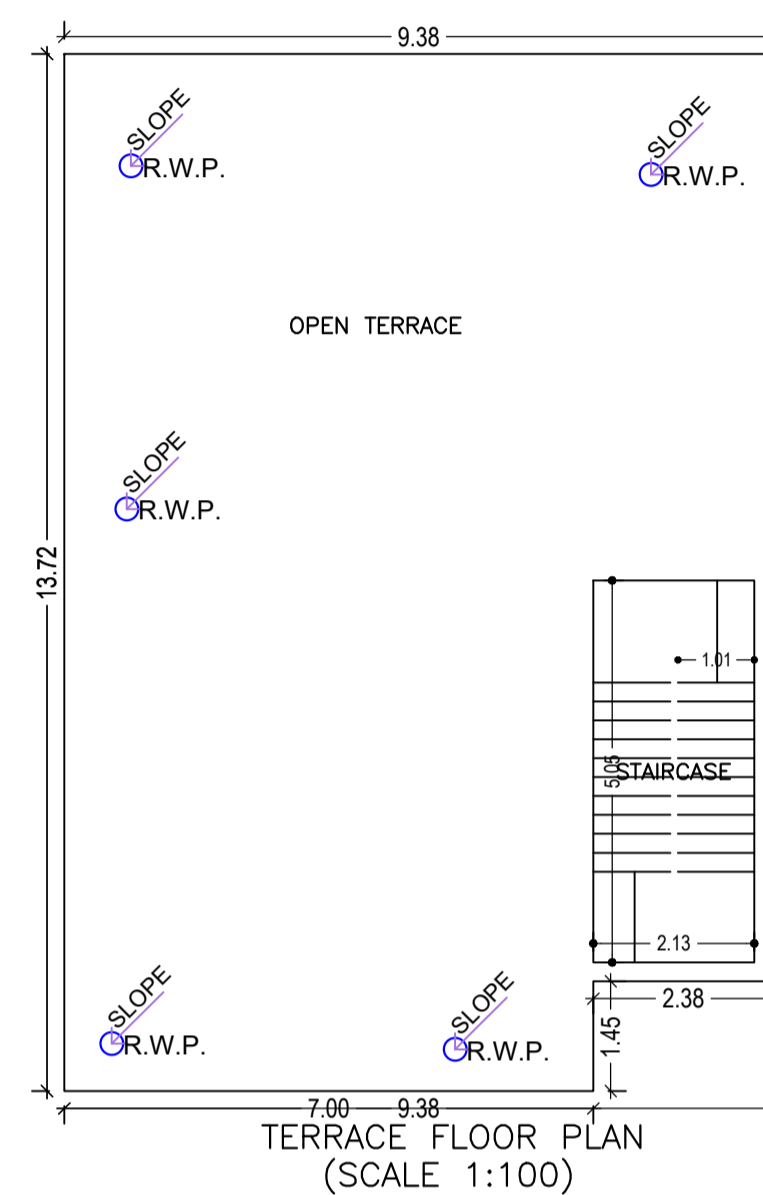 9.38
SLOPE
R.W.P.
SLOPE
R.W.P.
OPEN TERRACE
SLOPE
R.W.P.
13.72
1.01
5.05
STAIRCASE
2.13
2.38
1.45
SLOPE
R.W.P.
SLOPE
R.W.P.
7.00
9.38
TERRACE FLOOR PLAN
(SCALE 1:100)